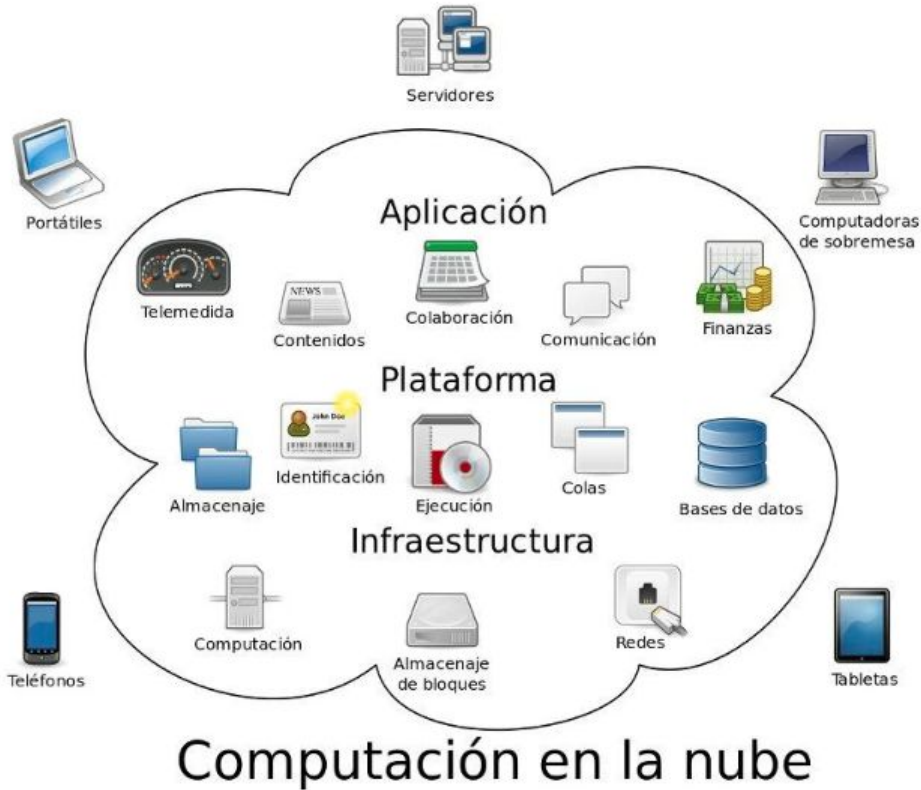 Servidores
Portátiles
Computadoras
de sobremesa
Aplicación
Telemedida
NEWS
Contenidos
Colaboración
Comunicación
Finanzas
Plataforma
Almacenaje
John Doe
Identificación
Ejecución
Colas
Bases de datos
Infraestructura
Computación
Almacenaje
de bloques
Redes
Teléfonos
Tabletas
Computación en la nube